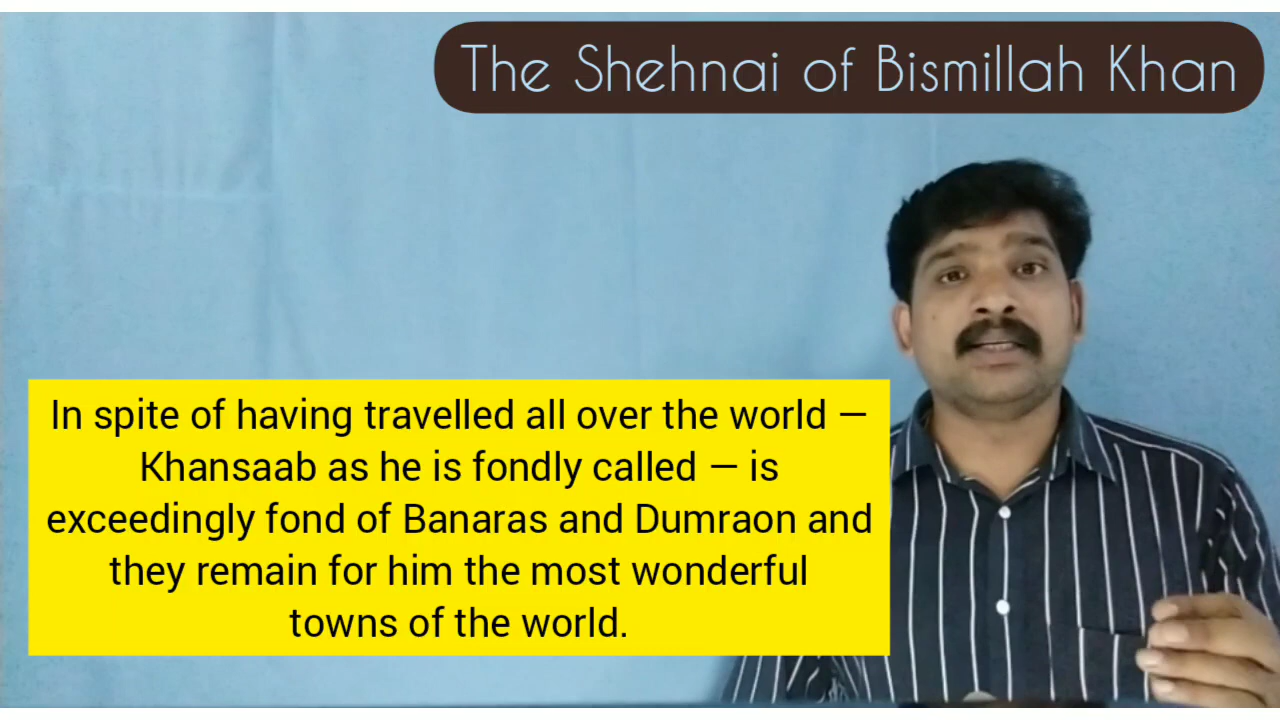 The Shehnai of Bismillah Khan
In spite of having travelled all over the world —
Khansaab as he is fondly called — is
exceedingly fond of Banaras and Dumraon and
they remain for him the most wonderful
towns of the world.